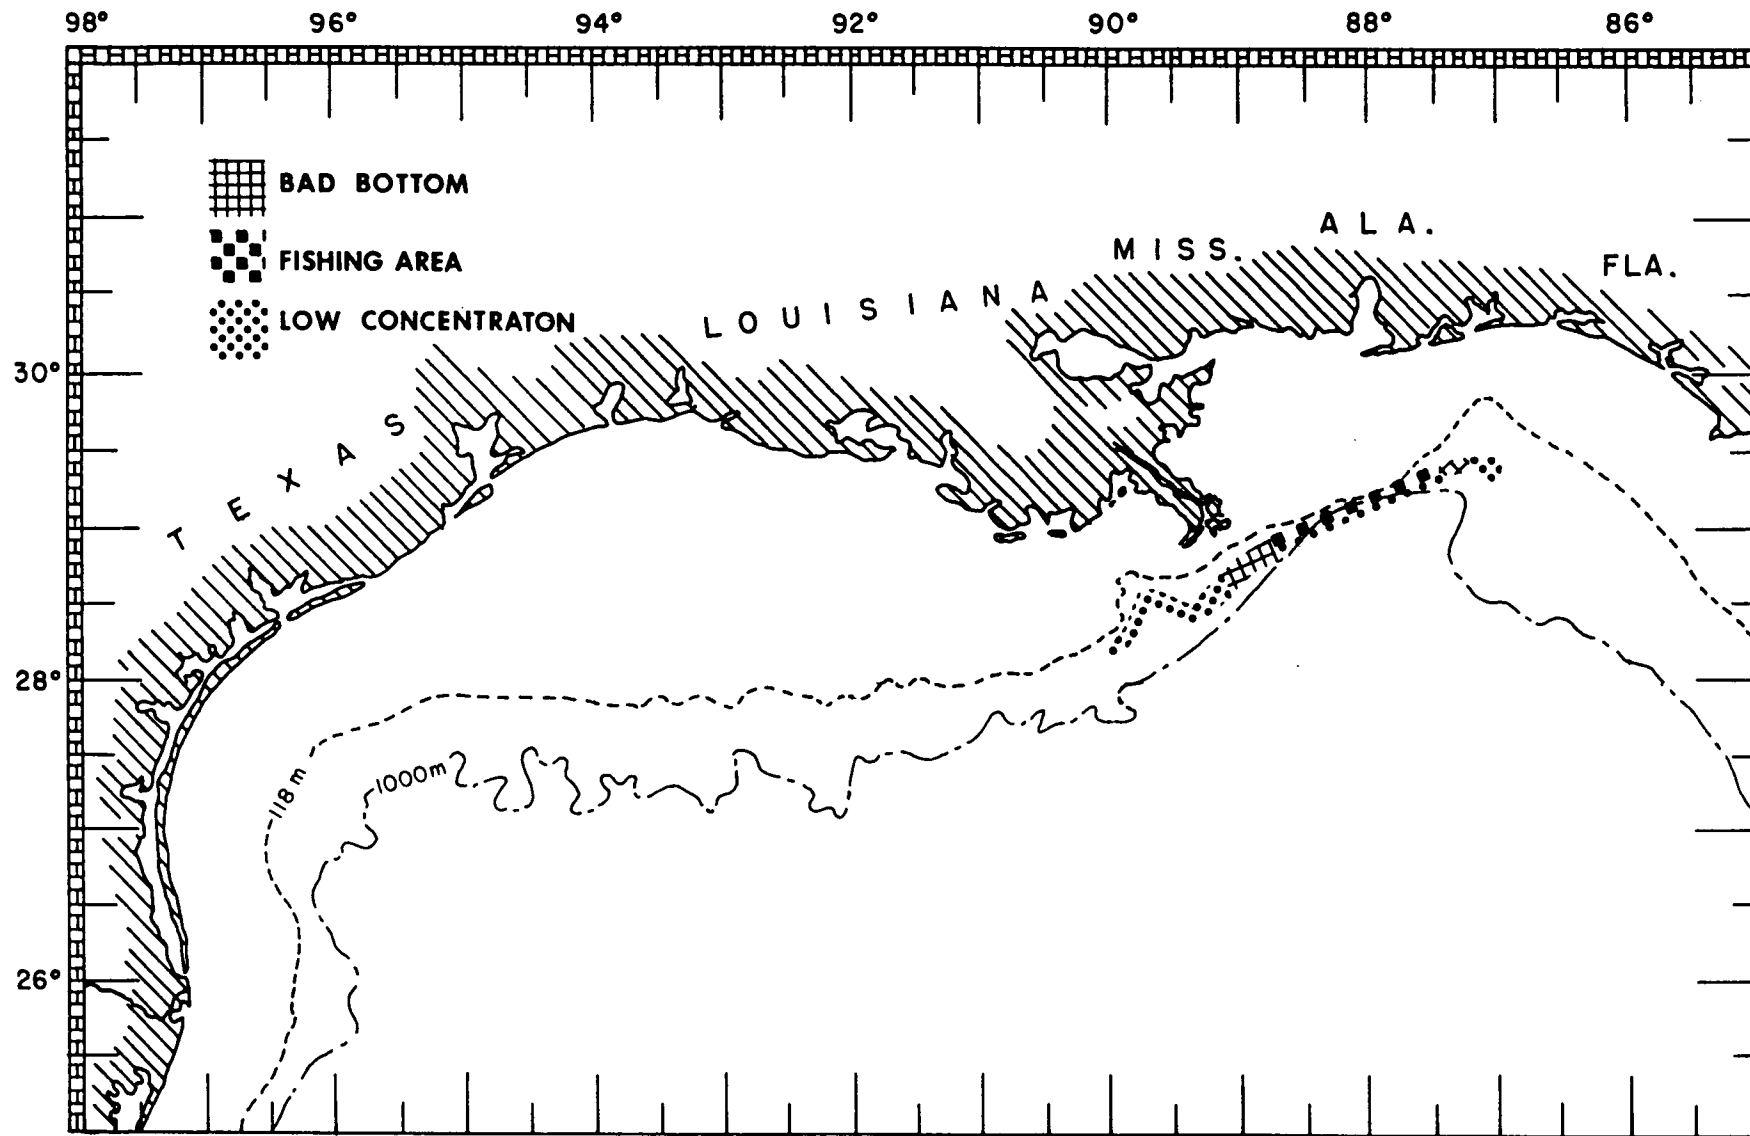 98° 96° 94° 92° 90° 88° 86°
BAD BOTTOM
FISHING AREA
LOW CONCENTRATON
TEXAS
LOUISIANA
MISS.
ALA.
FLA.
30°
28°
26°
118m
1000m